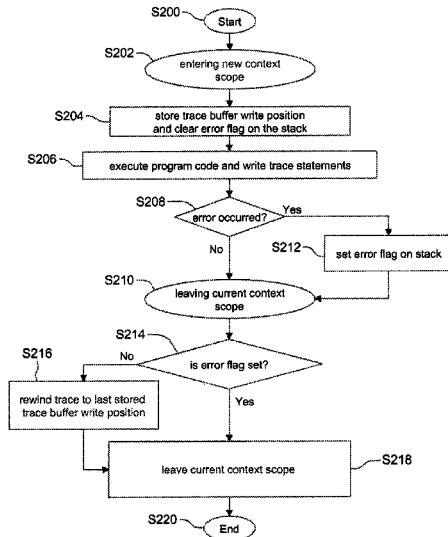 S200
Start
S202
entering new context
scope
S204
store trace buffer write position
and clear error flag on the stack
S206
execute program code and write trace statements
S208
error occurred?
Yes
No
S212
set error flag on stack
S210
leaving current context
scope
S214
No
is error flag set?
S216
rewind trace to last stored
trace buffer write position
Yes
leave current context scope
S218
S220
End